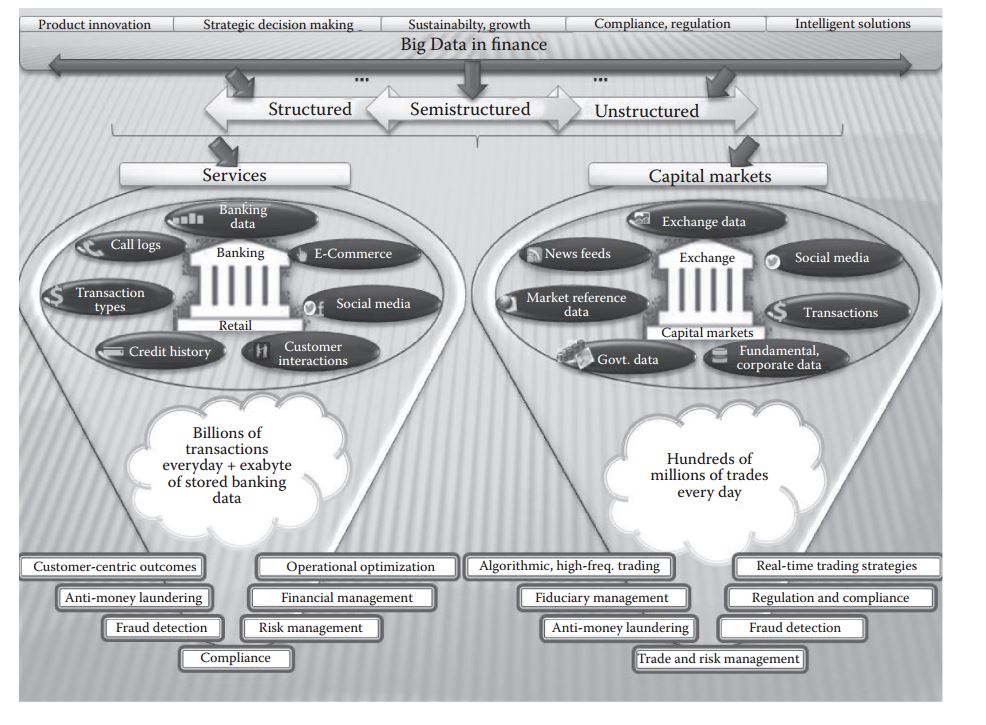 Product innovation
Strategic decision making
Sustainabilty, growth
Compliance, regulation
Intelligent solutions
Big Data in finance
...
...
Structured
Semistructured
Unstructured
Services
Banking
data
Call logs
Banking
E-Commerce
Transaction
types
Social media
Retail
Credit history
Customer
interactions
Billions of
transactions
everyday + exabyte
of stored banking
data
Customer-centric outcomes
Operational optimization
Anti-money laundering
Financial management
Fraud detection
Risk management
Compliance
Capital markets
Exchange data
News feeds
Exchange
Social media
Market reference
data
Transactions
Capital markets
Govt. data
Fundamental,
corporate data
Hundreds of
millions of trades
every day
Algorithmic, high-freq. trading
Real-time trading strategies
Fiduciary management
Regulation and compliance
Anti-money laundering
Fraud detection
Trade and risk management